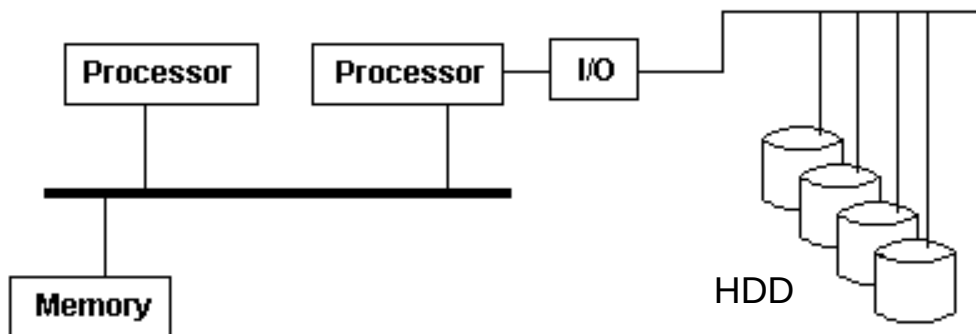 Processor
Processor
I/O
HDD
Memory